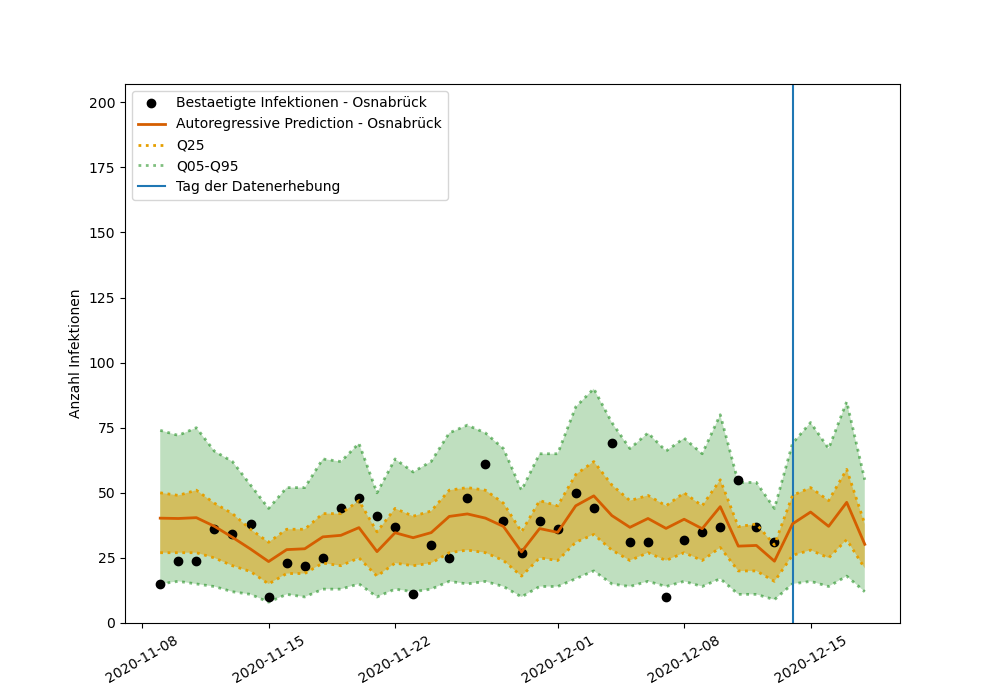 Bestaetigte Infektionen - Osnabrück
Autoregressive Prediction - Osnabrück
Q25
Q05-Q95
Tag der Datenerhebung
Anzahl Infektionen
200
175
150
125
100
75
50
25
0
2020-11-08
2020-11-15
2020-11-22
2020-12-01
2020-12-08
2020-12-15